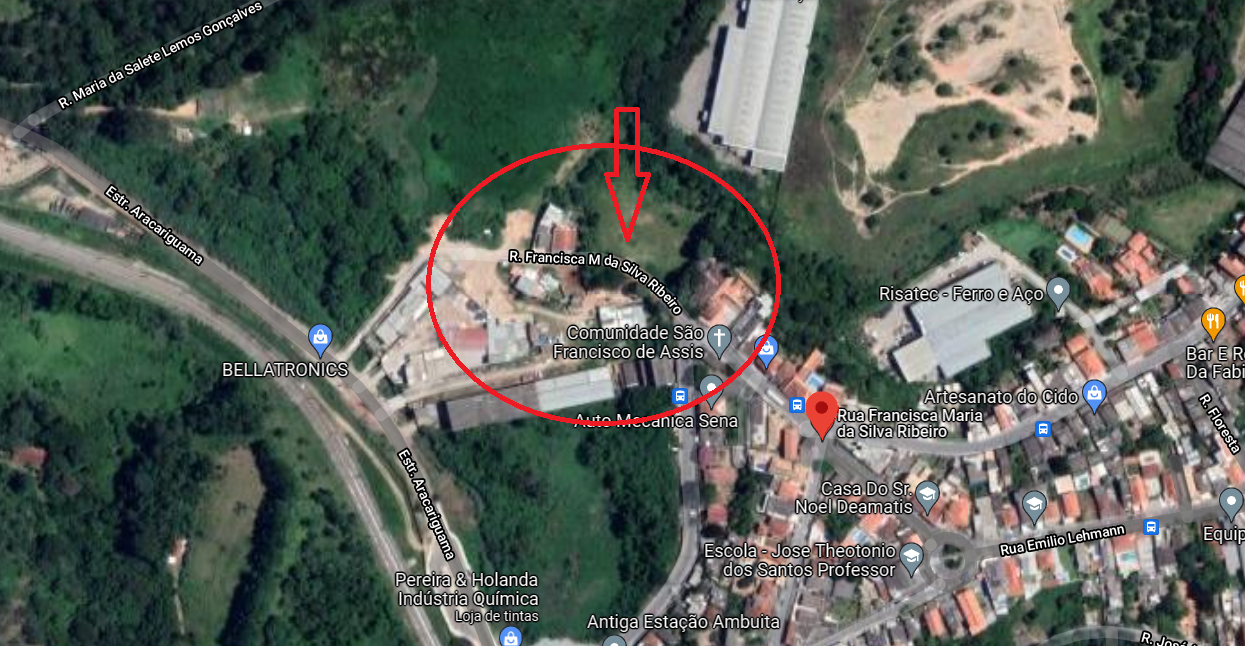 R. Maria da Salete Lemos Gonçalves
Estr. Araçariguama
R. Francisca M da Silva Ribeiro
Risatec - Ferro e Aço
Comunidade São
Francisco de Assis
BELLATRONICS
Bar E R
Da Fabi
Artesanato do Cido
Auto Mecânica Sena
Rua Francisca Maria
da Silva Ribeiro
R. Floresta
Estr. Araçariguama
Casa Do Sr.
Noel Deamatis
Equip
Rua Emilio Lehmann
Escola - Jose Theotonio
dos Santos Professor
Pereira & Holanda
Indústria Química
Loja de tintas
Antiga Estação Ambuita